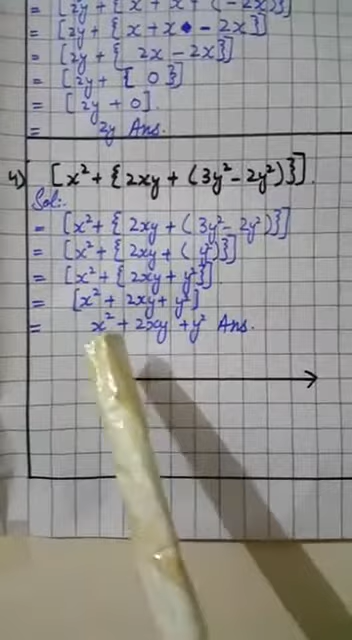 = [2y + {x + x + (-2x)}]
= [2y + {x + x - 2x}]
= [2y + { 2x - 2x}]
= [2y + { 0 }]
= [2y + 0].
= 2y Ans.
4) [x² + {2xy + (3y² - 2y²)}].
Sol:.
= [x² + { 2xy + (3y² - 2y²)}]
= [x² + {2xy + (y²)}]
= [x² + {2xy + y²}]
= [x² + 2xy + y²]
= x² + 2xy + y² Ans.